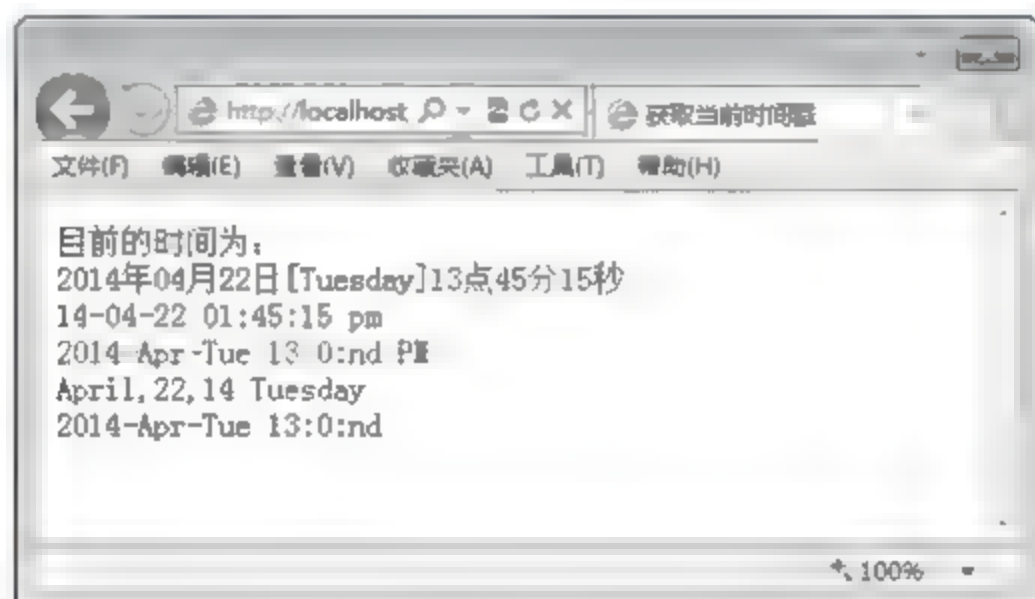 http://localhost 获取当前时间戳
文件(F) 编辑(E) 查看(V) 收藏夹(A) 工具(T) 帮助(H)
目前的时间为：
2014年04月22日[Tuesday]13点45分15秒
14-04-22 01:45:15 pm
2014-Apr-Tue 13:0:nd PM
April,22,14 Tuesday
2014-Apr-Tue 13:0:nd
100%